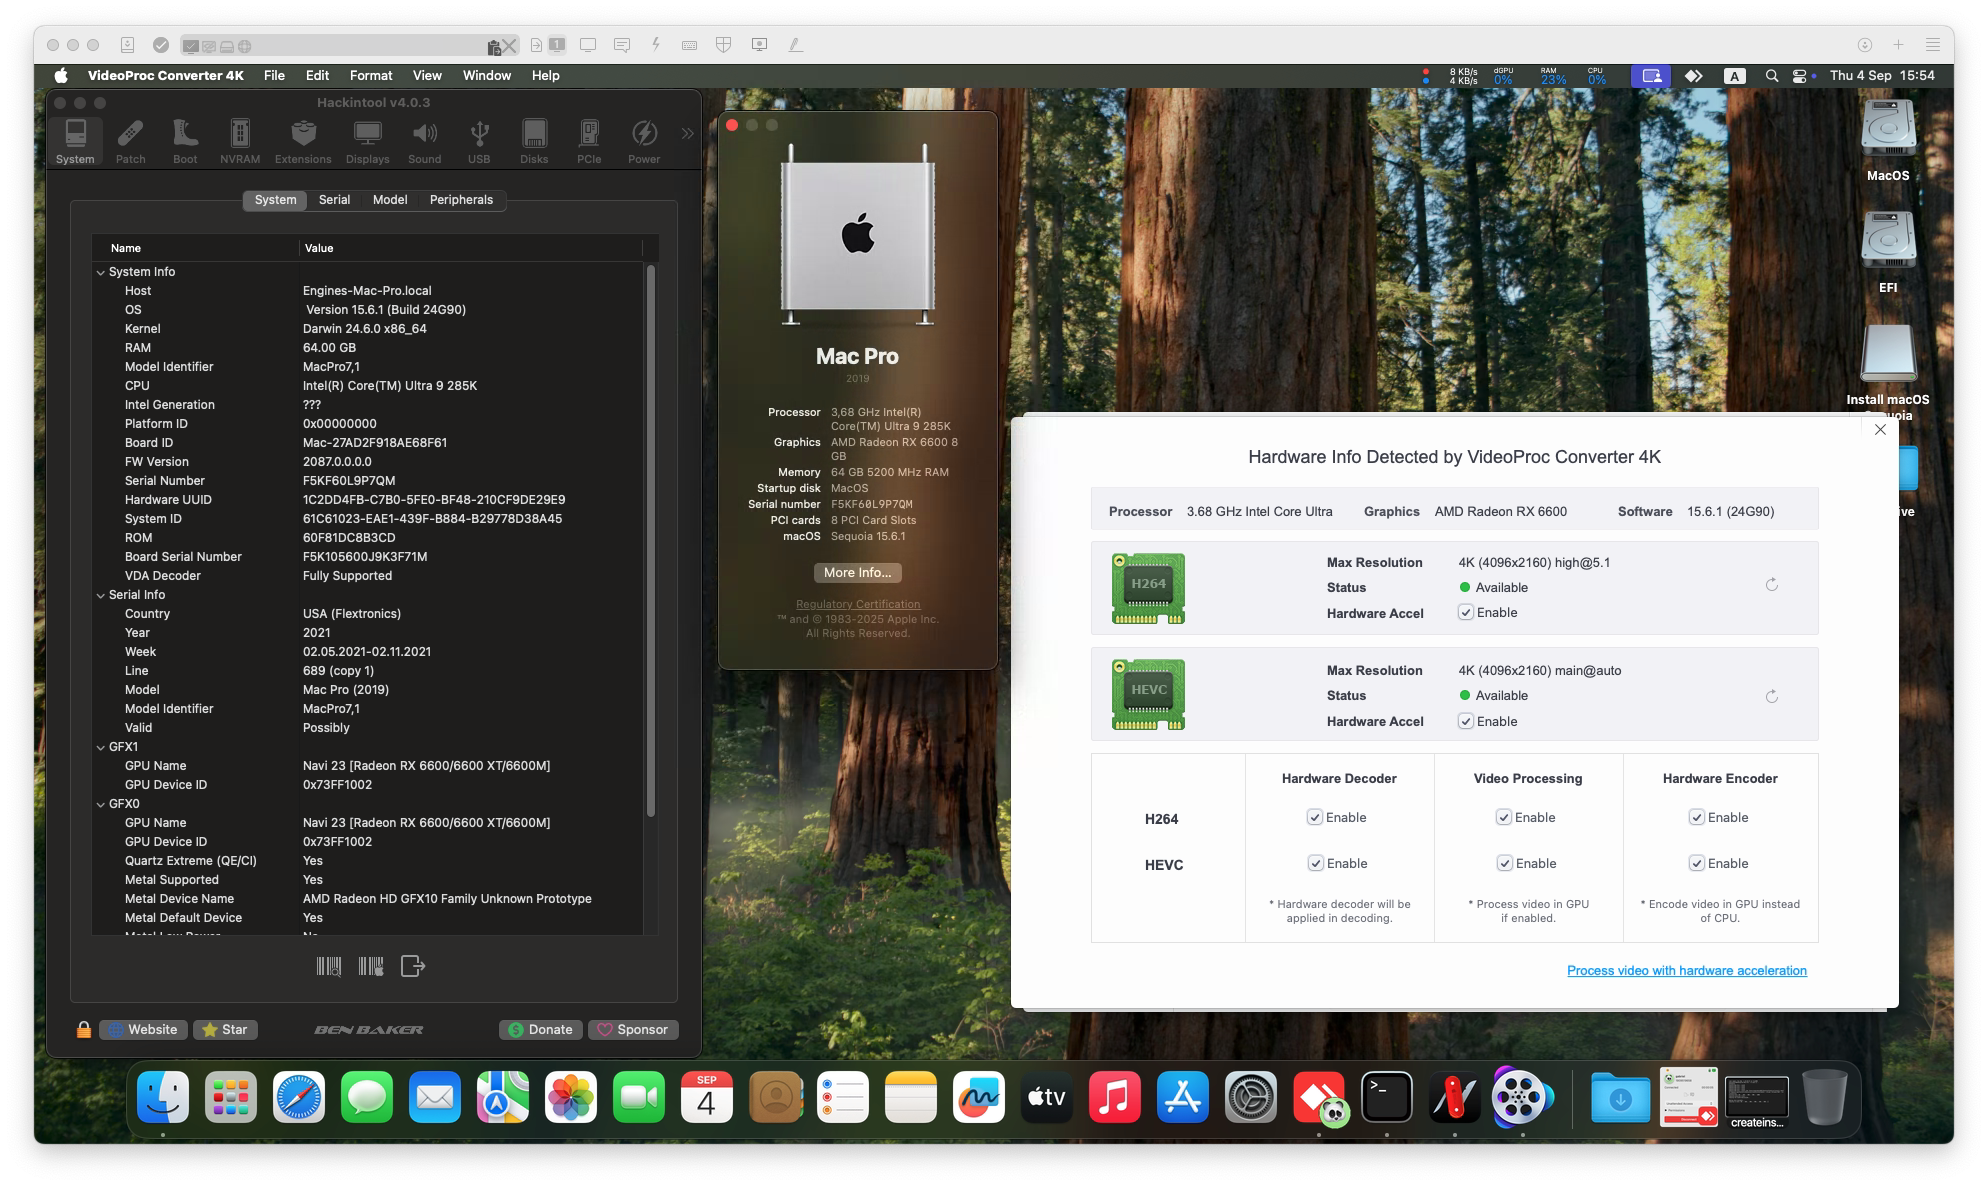 1
VideoProc Converter 4K File Edit Format View Window Help
8 KB/s
4 KB/s
dGPU
0%
RAM
23%
CPU
0%
A
Thu 4 Sep 15:54
Hackintool v4.0.3
System Patch Boot NVRAM Extensions Displays Sound USB Disks PCIe Power
System Serial Model Peripherals
Name Value
System Info
Host Engines-Mac-Pro.local
OS Version 15.6.1 (Build 24G90)
Kernel Darwin 24.6.0 x86_64
RAM 64.00 GB
Model Identifier MacPro7,1
CPU Intel(R) Core(TM) Ultra 9 285K
Intel Generation ???
Platform ID 0x00000000
Board ID Mac-27AD2F918AE68F61
FW Version 2087.0.0.0.0
Serial Number F5KF60L9P7QM
Hardware UUID 1C2DD4FB-C7B0-5FE0-BF48-210CF9DE29E9
System ID 61C61023-EAE1-439F-B884-B29778D38A45
ROM 60F81DC8B3CD
Board Serial Number F5K105600J9K3F71M
VDA Decoder Fully Supported
Serial Info
Country USA (Flextronics)
Year 2021
Week 02.05.2021-02.11.2021
Line 689 (copy 1)
Model Mac Pro (2019)
Model Identifier MacPro7,1
Valid Possibly
GFX1
GPU Name Navi 23 [Radeon RX 6600/6600 XT/6600M]
GPU Device ID 0x73FF1002
GFX0
GPU Name Navi 23 [Radeon RX 6600/6600 XT/6600M]
GPU Device ID 0x73FF1002
Quartz Extreme (QE/CI) Yes
Metal Supported Yes
Metal Device Name AMD Radeon HD GFX10 Family Unknown Prototype
Metal Default Device Yes
Metal Low Power No
Website Star BEN BAKER Donate Sponsor
Mac Pro
2019
Processor 3,68 GHz Intel(R)
Core(TM) Ultra 9 285K
Graphics AMD Radeon RX 6600 8
GB
Memory 64 GB 5200 MHz RAM
Startup disk MacOS
Serial number F5KF60L9P7QM
PCI cards 8 PCI Card Slots
macOS Sequoia 15.6.1
More Info...
Regulatory Certification
™ and © 1983-2025 Apple Inc.
All Rights Reserved.
MacOS
EFI
Install macOS
Hardware Info Detected by VideoProc Converter 4K
Processor 3.68 GHz Intel Core Ultra Graphics AMD Radeon RX 6600 Software 15.6.1 (24G90)
H264
Max Resolution 4K (4096x2160) high@5.1
Status Available
Hardware Accel Enable
HEVC
Max Resolution 4K (4096x2160) main@auto
Status Available
Hardware Accel Enable
Hardware Decoder Video Processing Hardware Encoder
H264 Enable Enable Enable
HEVC Enable Enable Enable
* Hardware decoder will be
applied in decoding.
* Process video in GPU
if enabled.
* Encode video in GPU instead
of CPU.
Process video with hardware acceleration
SEP
4
tv
createins...